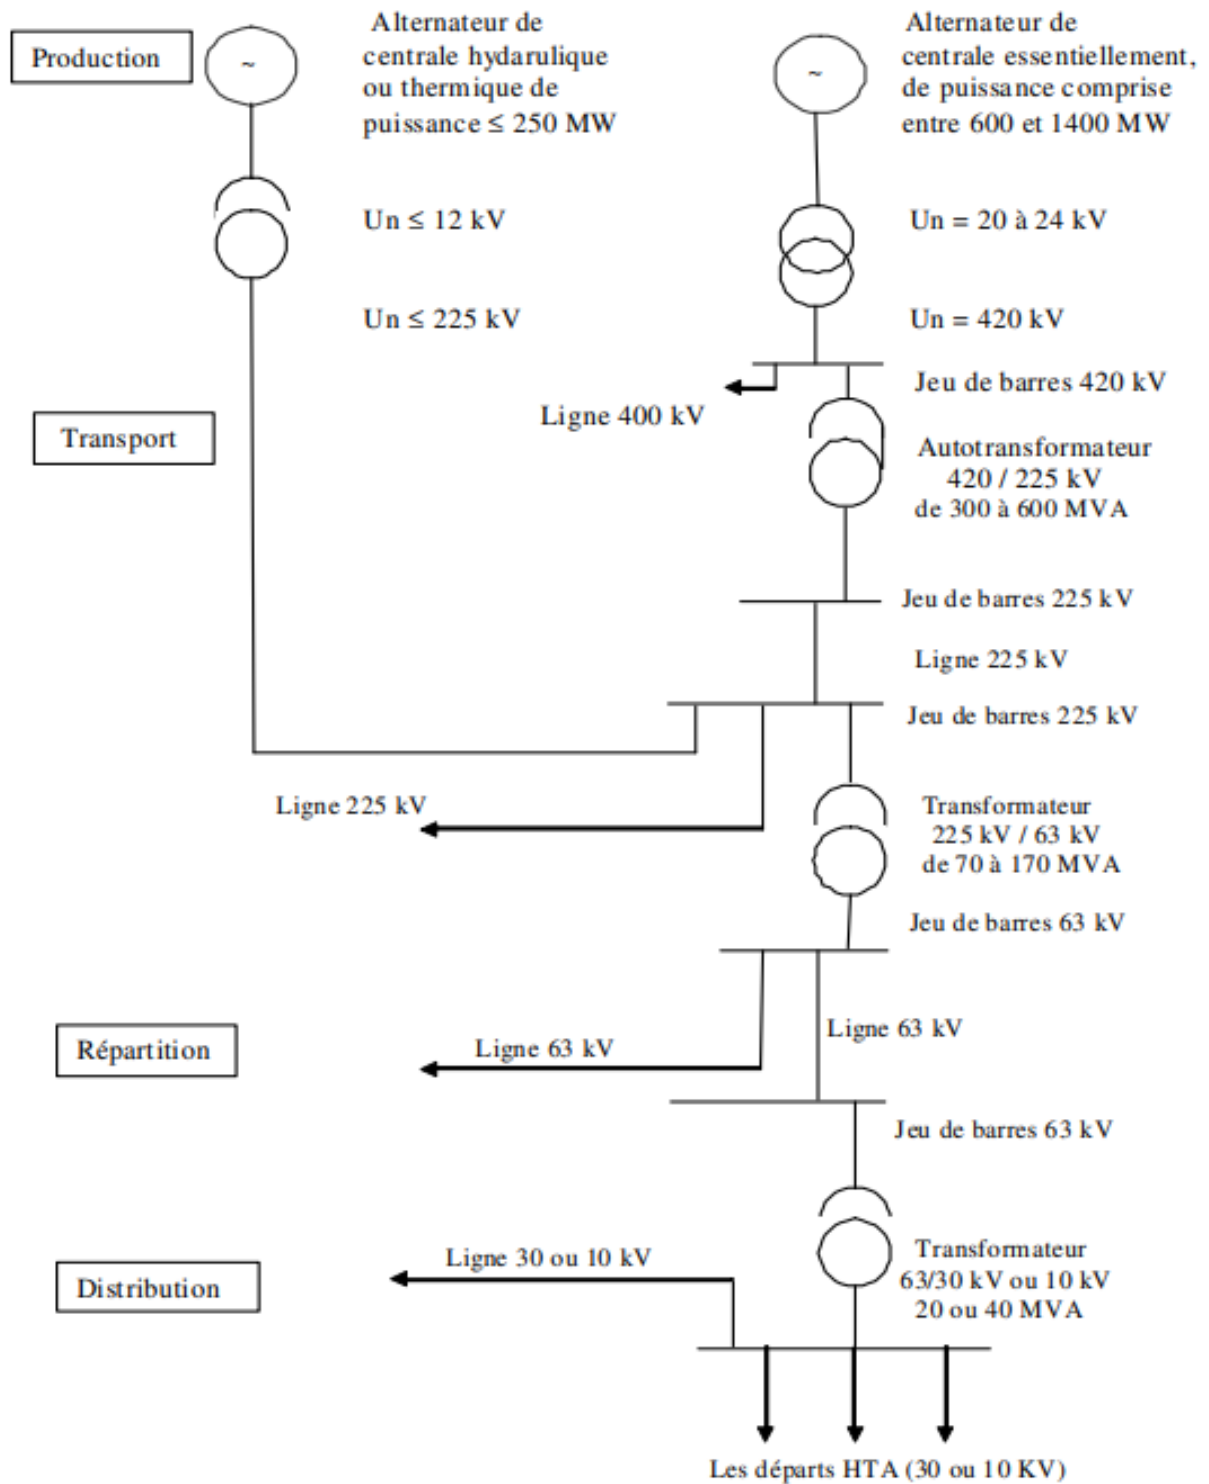 Production
~
Alternateur de
centrale hydarulique
ou thermique de
puissance ≤ 250 MW
~
Alternateur de
centrale essentiellement,
de puissance comprise
entre 600 et 1400 MW
Un ≤ 12 kV
Un = 20 à 24 kV
Un ≤ 225 kV
Un = 420 kV
Jeu de barres 420 kV
Ligne 400 kV
Transport
Autotransformateur
420 / 225 kV
de 300 à 600 MVA
Jeu de barres 225 kV
Ligne 225 kV
Jeu de barres 225 kV
Ligne 225 kV
Transformateur
225 kV / 63 kV
de 70 à 170 MVA
Jeu de barres 63 kV
Ligne 63 kV
Répartition
Ligne 63 kV
Jeu de barres 63 kV
Distribution
Ligne 30 ou 10 kV
Transformateur
63/30 kV ou 10 kV
20 ou 40 MVA
Les départs HTA (30 ou 10 KV)